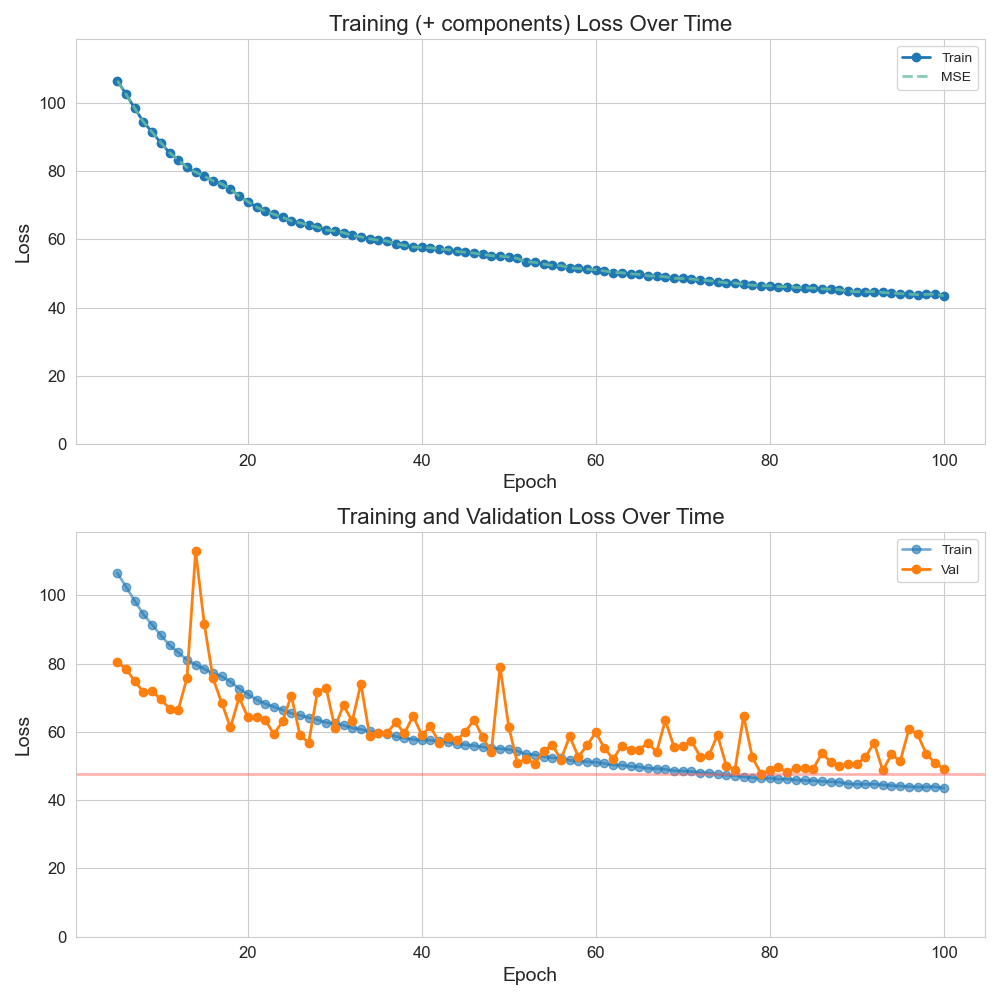 Training (+ components) Loss Over Time
Train
MSE
Loss
100
80
60
40
20
0
20 40 60 80 100
Epoch
Training and Validation Loss Over Time
Train
Val
Loss
100
80
60
40
20
0
20 40 60 80 100
Epoch